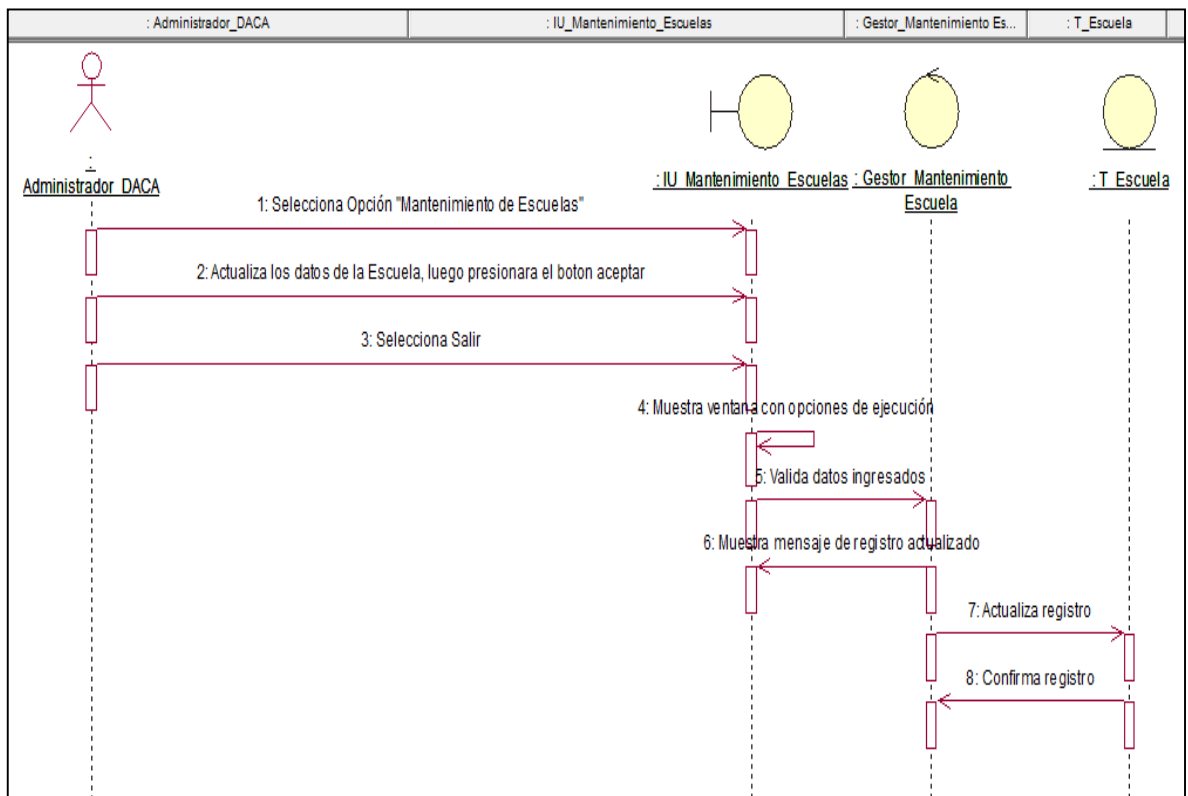 : Administrador_DACA
: IU_Mantenimiento_Escuelas
: Gestor_Mantenimiento Es...
: T_Escuela
:
Administrador_DACA
: IU_Mantenimiento_Escuelas
: Gestor_Mantenimiento
Escuela
: T_Escuela
1: Selecciona Opción "Mantenimiento de Escuelas"
2: Actualiza los datos de la Escuela, luego presionara el boton aceptar
3: Selecciona Salir
4: Muestra ventana con opciones de ejecución
5: Valida datos ingresados
6: Muestra mensaje de registro actualizado
7: Actualiza registro
8: Confirma registro